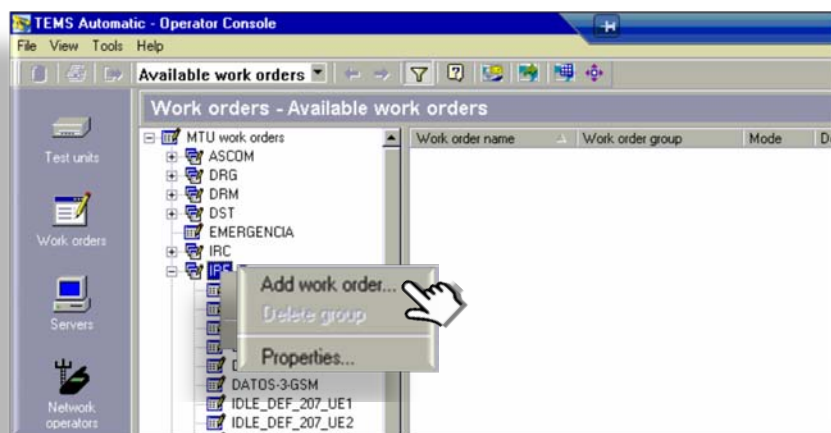 TEMS Automatic - Operator Console
File View Tools Help
Available work orders
Work orders - Available work orders
Test units
Work orders
Servers
Network operators
MTU work orders
ASCOM
DRG
DRM
DST
EMERGENCIA
IRC
DATOS-3-GSM
IDLE_DEF_207_UE1
IDLE_DEF_207_UE2
Work order name
Work order group
Mode
Add work order...
Delete group
Properties...